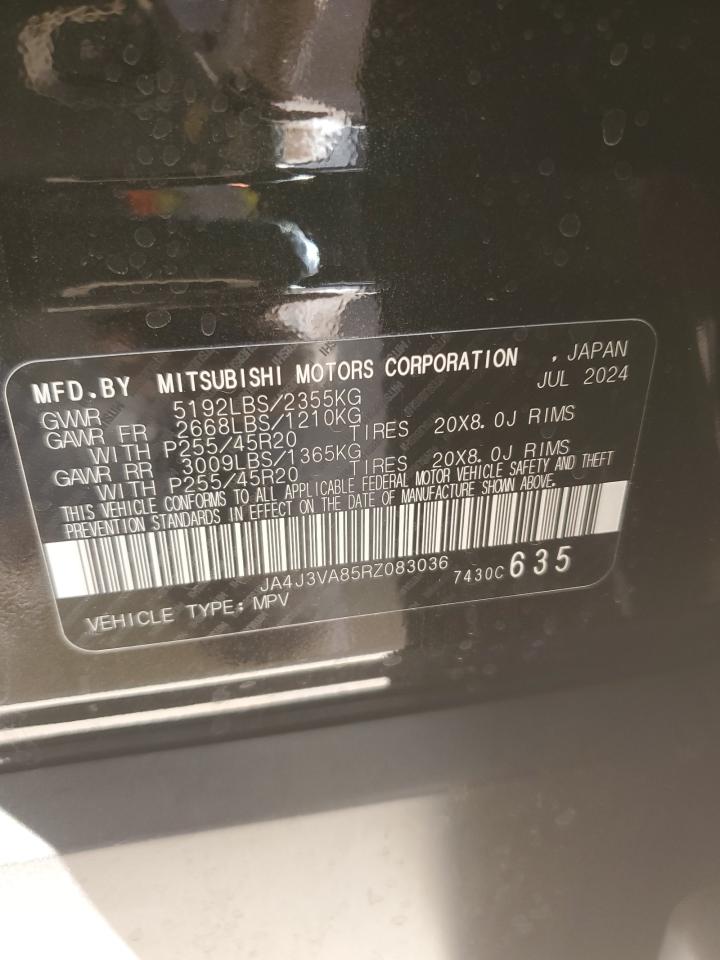 MFD.BY MITSUBISHI MOTORS CORPORATION , JAPAN
GVWR 5192LBS/2355KG JUL 2024
GAWR FR 2668LBS/1210KG
WITH P255/45R20 TIRES 20X8.0J RIMS
GAWR RR 3009LBS/1365KG
WITH P255/45R20 TIRES 20X8.0J RIMS
THIS VEHICLE CONFORMS TO ALL APPLICABLE FEDERAL MOTOR VEHICLE SAFETY AND THEFT
PREVENTION STANDARDS IN EFFECT ON THE DATE OF MANUFACTURE SHOWN ABOVE.
JA4J3VA85RZ083036 7430C 635
VEHICLE TYPE: MPV